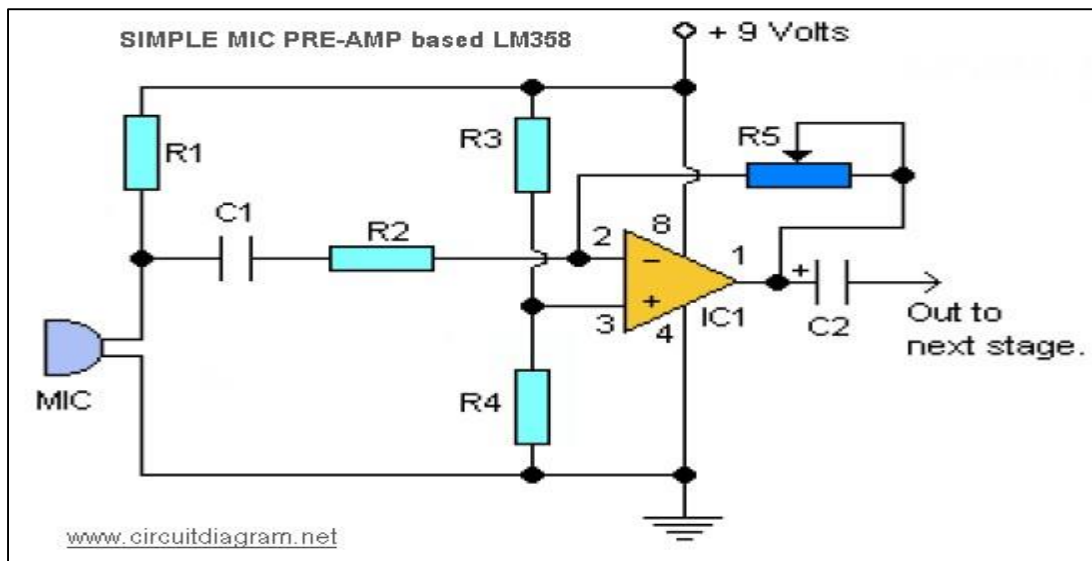 SIMPLE MIC PRE-AMP based LM358
+ 9 Volts
R1
R3
R5
C1
R2
2
8
1
-
+
+
3
4
IC1
C2
Out to
next stage.
MIC
R4
www.circuitdiagram.net